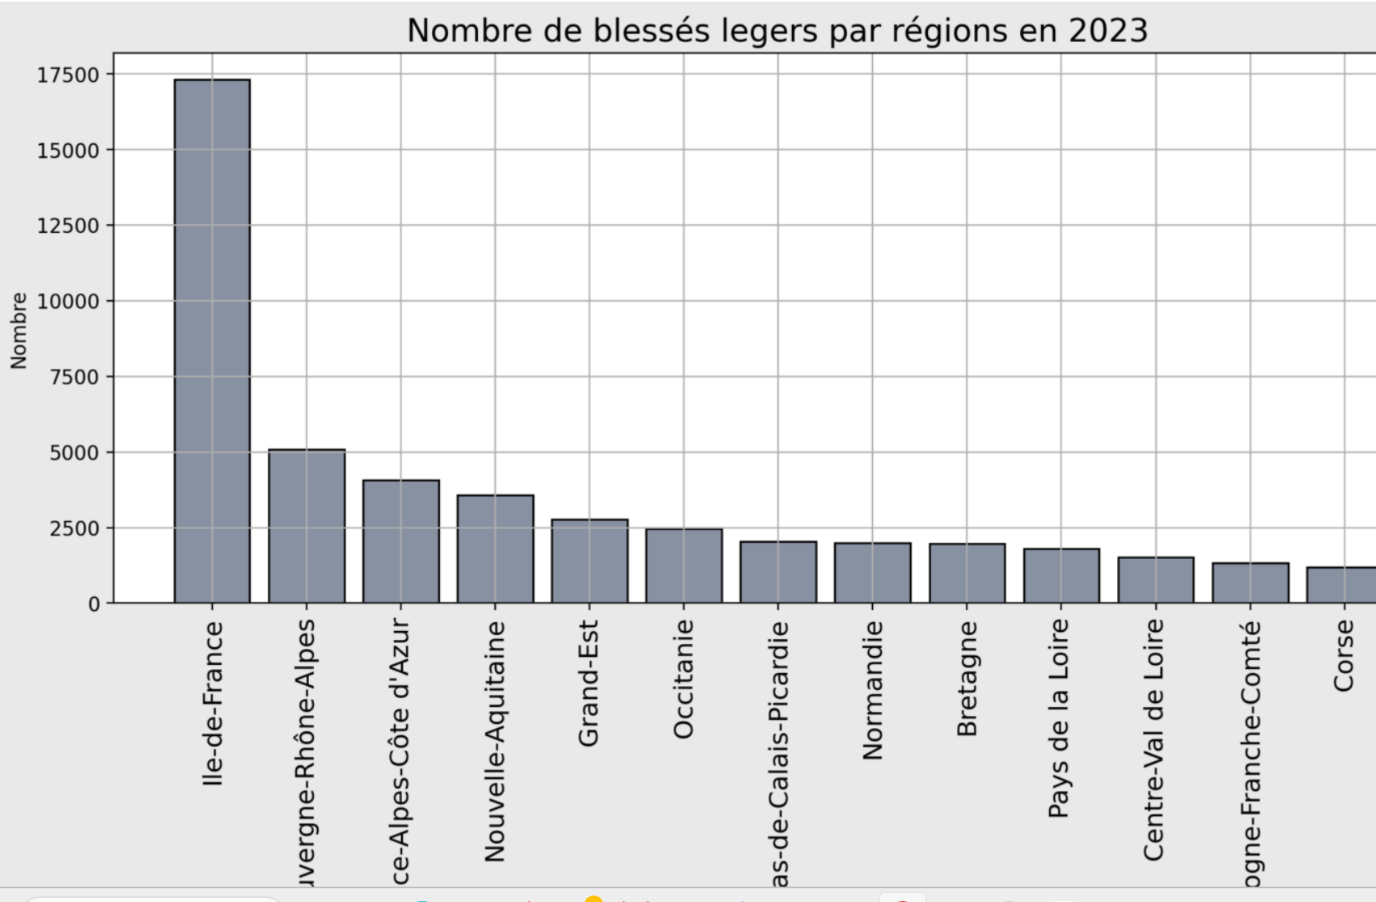 Nombre de blessés legers par régions en 2023
17500
15000
12500
10000
7500
5000
2500
0
Nombre
Ile-de-France
uvergne-Rhône-Alpes
ce-Alpes-Côte d'Azur
Nouvelle-Aquitaine
Grand-Est
Occitanie
as-de-Calais-Picardie
Normandie
Bretagne
Pays de la Loire
Centre-Val de Loire
ogne-Franche-Comté
Corse